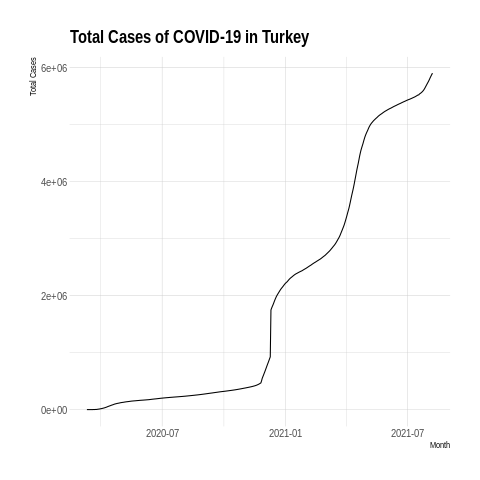 Total Cases of COVID-19 in Turkey
Total Cases
6e+06
4e+06
2e+06
0e+00
2020-07
2021-01
2021-07
Month